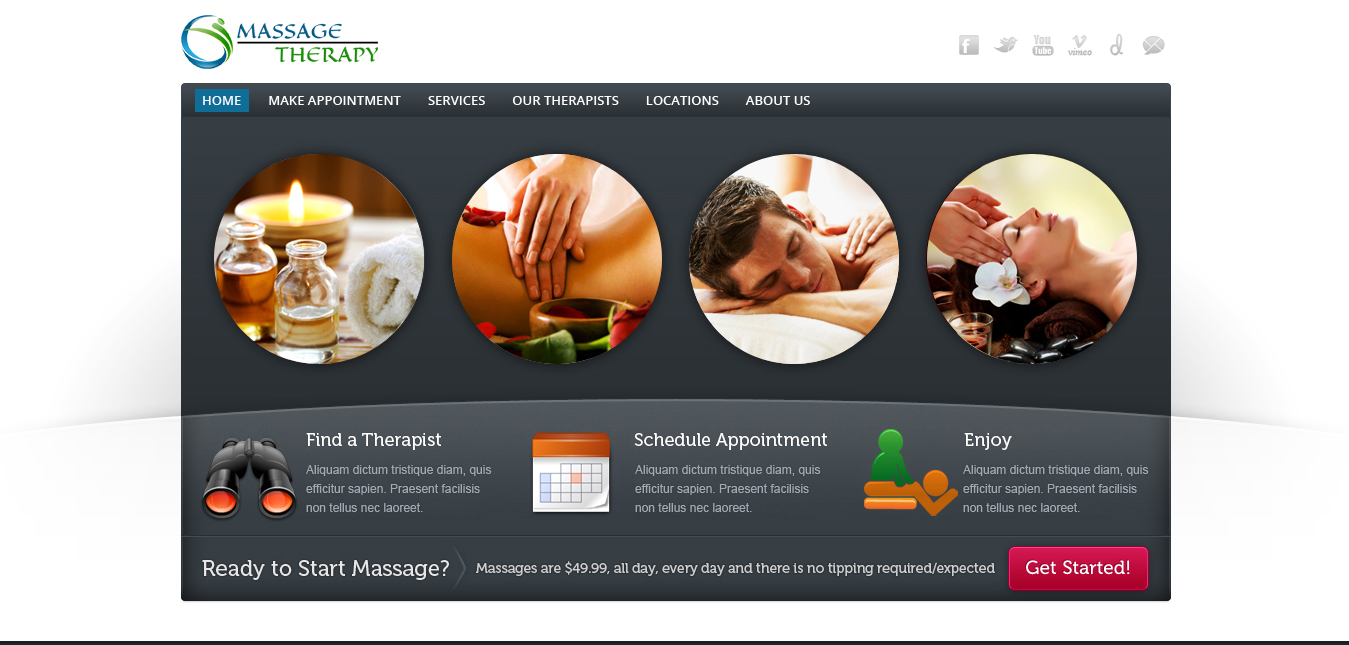 MASSAGE
THERAPY
f
You
Tube
vimeo
d
HOME MAKE APPOINTMENT SERVICES OUR THERAPISTS LOCATIONS ABOUT US
Find a Therapist
Aliquam dictum tristique diam, quis
efficitur sapien. Praesent facilisis
non tellus nec laoreet.
Schedule Appointment
Aliquam dictum tristique diam, quis
efficitur sapien. Praesent facilisis
non tellus nec laoreet.
Enjoy
Aliquam dictum tristique diam, quis
efficitur sapien. Praesent facilisis
non tellus nec laoreet.
Ready to Start Massage?
Massages are $49.99, all day, every day and there is no tipping required/expected
Get Started!